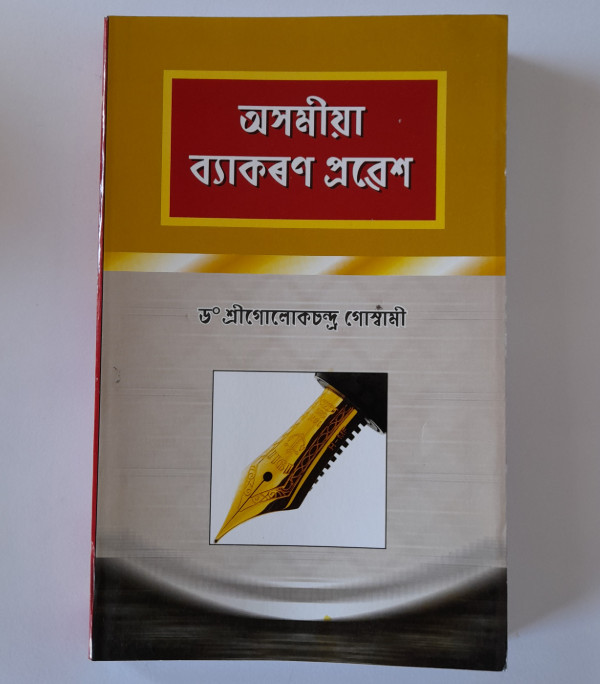 অসমীয়া
ব্যাকৰণ প্ৰৱেশ
ড° শ্ৰীগোলোকচন্দ্ৰ গোস্বামী